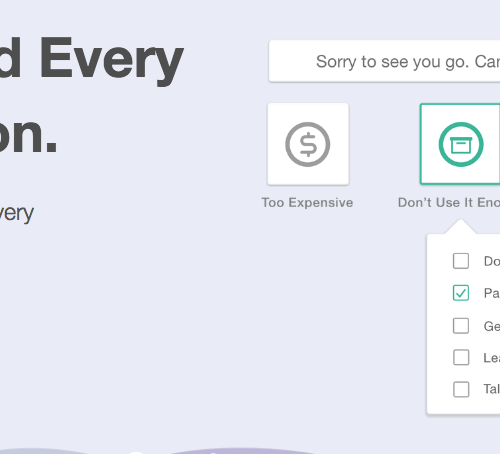 d Every
on.
very
Sorry to see you go. Can
Too Expensive
Don't Use It Eno
Do
Pa
Ge
Lea
Tal